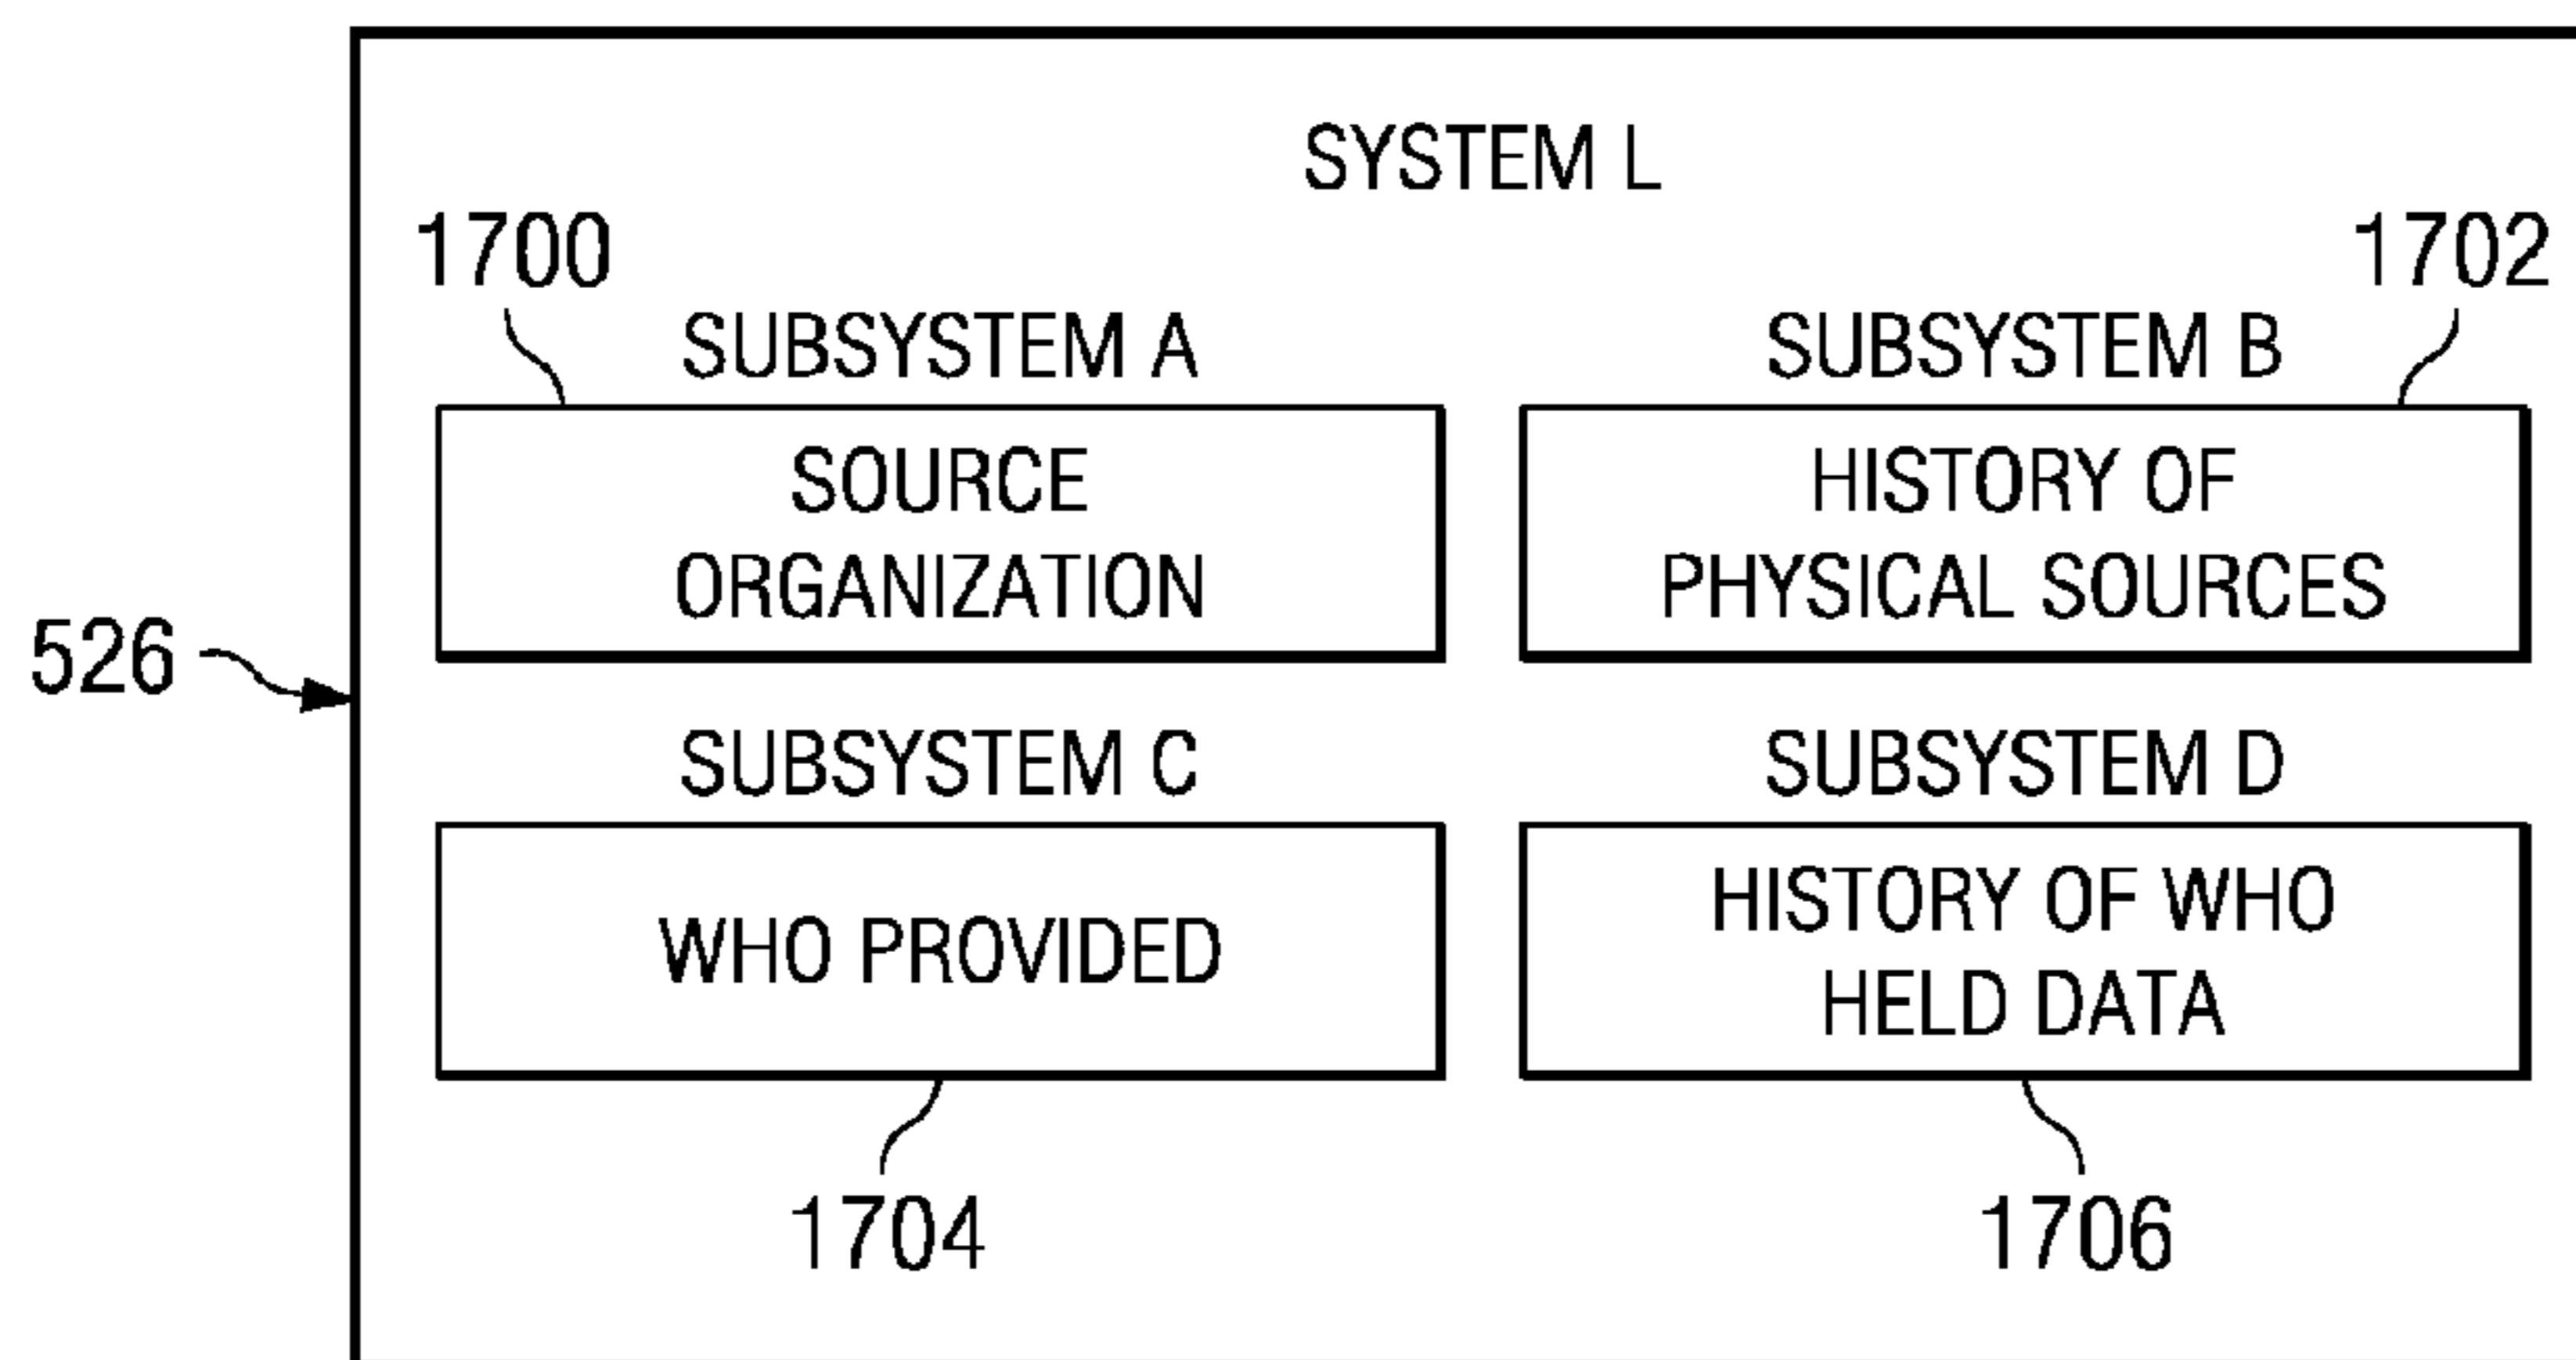 SYSTEM L
1700
1702
SUBSYSTEM A
SUBSYSTEM B
SOURCE
ORGANIZATION
HISTORY OF
PHYSICAL SOURCES
526
SUBSYSTEM C
SUBSYSTEM D
WHO PROVIDED
HISTORY OF WHO
HELD DATA
1704
1706